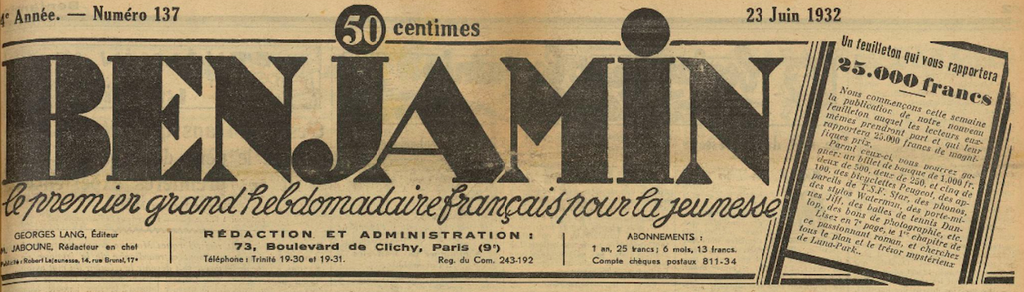 4e Année. — Numéro 137
50 centimes
23 Juin 1932
BENJAMIN
le premier grand hebdomadaire français pour la jeunesse
GEORGES LANG, Éditeur
M. JABOUNE, Rédacteur en chef
Publicité : Robert Lajeunesse, 14, rue Brunel, 17e
RÉDACTION ET ADMINISTRATION :
73, Boulevard de Clichy, Paris (9e)
Téléphone : Trinité 19-30 et 19-31.
Reg. du Com. 243-192
ABONNEMENTS :
1 an, 25 francs ; 6 mois, 13 francs.
Compte chèques postaux 811-34
Un feuilleton qui vous rapportera
25.000 francs
Nous commençons cette semaine
la publication de notre nouveau
feuilleton auquel les lecteurs eux-
mêmes prendront part et qui leur
rapportera 25.000 francs de magni-
fiques prix.
Parmi ceux-ci, vous pourrez ga-
gner : un billet de banque de 1.000 fr.
deux de 500, deux de 250, et cinq de
100, des bicyclettes Peugeot, des ap-
pareils de T.S.F. Mur, des phonos,
des stylos Waterman, des porte-mi-
nes Jiff, des balles de tennis Dun-
lop, des bons de photographie, etc.
Lisez en 7e page, le 1er chapitre de
ce passionnant roman, et cherchez
tous le plan et le trésor mystérieux
de Luna-Park..